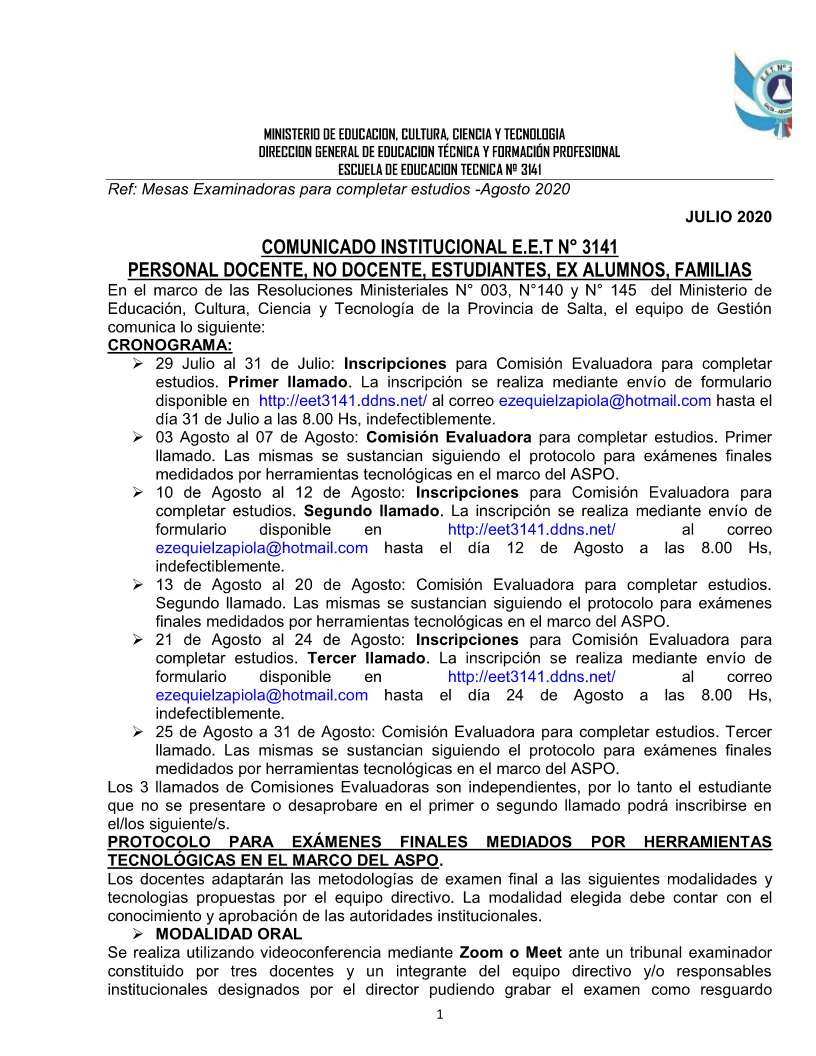 E.E.T. Nº 3
SALTA - ARGEN
MINISTERIO DE EDUCACION, CULTURA, CIENCIA Y TECNOLOGIA
DIRECCION GENERAL DE EDUCACION TÉCNICA Y FORMACIÓN PROFESIONAL
ESCUELA DE EDUCACION TECNICA Nº 3141
Ref: Mesas Examinadoras para completar estudios -Agosto 2020
JULIO 2020
COMUNICADO INSTITUCIONAL E.E.T N° 3141
PERSONAL DOCENTE, NO DOCENTE, ESTUDIANTES, EX ALUMNOS, FAMILIAS
En el marco de las Resoluciones Ministeriales N° 003, N°140 y N° 145 del Ministerio de
Educación, Cultura, Ciencia y Tecnología de la Provincia de Salta, el equipo de Gestión
comunica lo siguiente:
CRONOGRAMA:
➢ 29 Julio al 31 de Julio: Inscripciones para Comisión Evaluadora para completar
estudios. Primer llamado. La inscripción se realiza mediante envío de formulario
disponible en http://eet3141.ddns.net/ al correo ezequielzapiola@hotmail.com hasta el
día 31 de Julio a las 8.00 Hs, indefectiblemente.
➢ 03 Agosto al 07 de Agosto: Comisión Evaluadora para completar estudios. Primer
llamado. Las mismas se sustancian siguiendo el protocolo para exámenes finales
medidados por herramientas tecnológicas en el marco del ASPO.
➢ 10 de Agosto al 12 de Agosto: Inscripciones para Comisión Evaluadora para
completar estudios. Segundo llamado. La inscripción se realiza mediante envío de
formulario disponible en http://eet3141.ddns.net/ al correo
ezequielzapiola@hotmail.com hasta el día 12 de Agosto a las 8.00 Hs,
indefectiblemente.
➢ 13 de Agosto al 20 de Agosto: Comisión Evaluadora para completar estudios.
Segundo llamado. Las mismas se sustancian siguiendo el protocolo para exámenes
finales medidados por herramientas tecnológicas en el marco del ASPO.
➢ 21 de Agosto al 24 de Agosto: Inscripciones para Comisión Evaluadora para
completar estudios. Tercer llamado. La inscripción se realiza mediante envío de
formulario disponible en http://eet3141.ddns.net/ al correo
ezequielzapiola@hotmail.com hasta el día 24 de Agosto a las 8.00 Hs,
indefectiblemente.
➢ 25 de Agosto a 31 de Agosto: Comisión Evaluadora para completar estudios. Tercer
llamado. Las mismas se sustancian siguiendo el protocolo para exámenes finales
medidados por herramientas tecnológicas en el marco del ASPO.
Los 3 llamados de Comisiones Evaluadoras son independientes, por lo tanto el estudiante
que no se presentare o desaprobare en el primer o segundo llamado podrá inscribirse en
el/los siguiente/s.
PROTOCOLO PARA EXÁMENES FINALES MEDIADOS POR HERRAMIENTAS
TECNOLÓGICAS EN EL MARCO DEL ASPO.
Los docentes adaptarán las metodologías de examen final a las siguientes modalidades y
tecnologias propuestas por el equipo directivo. La modalidad elegida debe contar con el
conocimiento y aprobación de las autoridades institucionales.
➢ MODALIDAD ORAL
Se realiza utilizando videoconferencia mediante Zoom o Meet ante un tribunal examinador
constituido por tres docentes y un integrante del equipo directivo y/o responsables
institucionales designados por el director pudiendo grabar el examen como resguardo
1